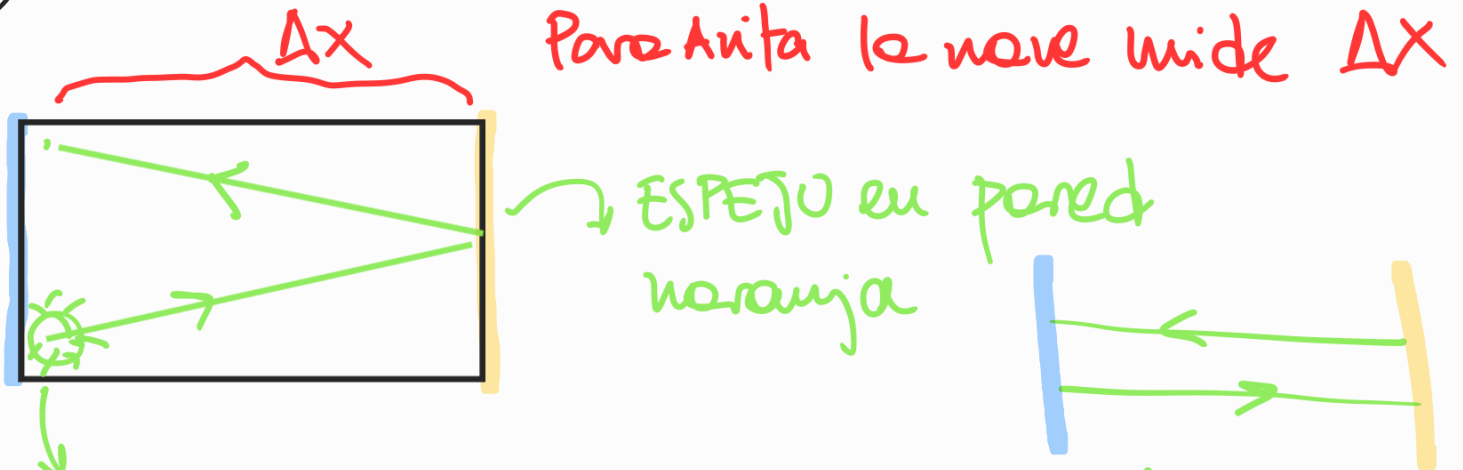 Δx
Para Anita la nave mide Δx
ESPEJO en pared
naranja